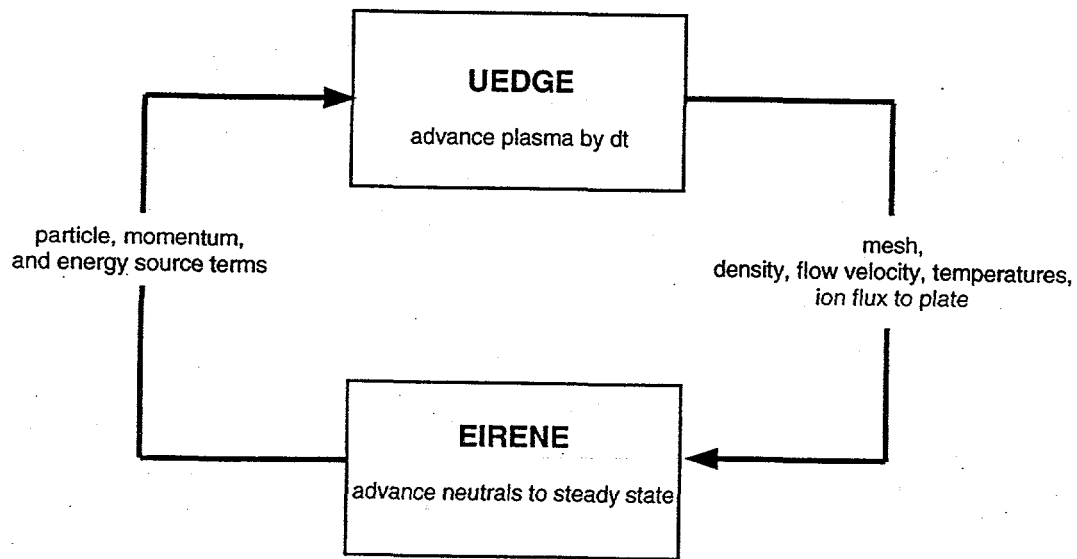 UEDGE
advance plasma by dt
particle, momentum,
and energy source terms
mesh,
density, flow velocity, temperatures,
ion flux to plate
EIRENE
advance neutrals to steady state